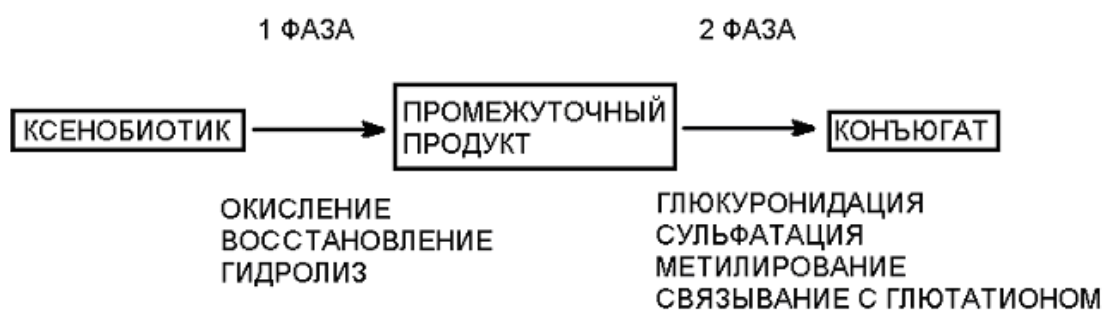 1 ФАЗА
2 ФАЗА
КСЕНОБИОТИК
ПРОМЕЖУТОЧНЫЙ
ПРОДУКТ
КОНЪЮГАТ
ОКИСЛЕНИЕ
ВОССТАНОВЛЕНИЕ
ГИДРОЛИЗ
ГЛЮКУРОНИДАЦИЯ
СУЛЬФАТАЦИЯ
МЕТИЛИРОВАНИЕ
СВЯЗЫВАНИЕ С ГЛЮТАТИОНОМ